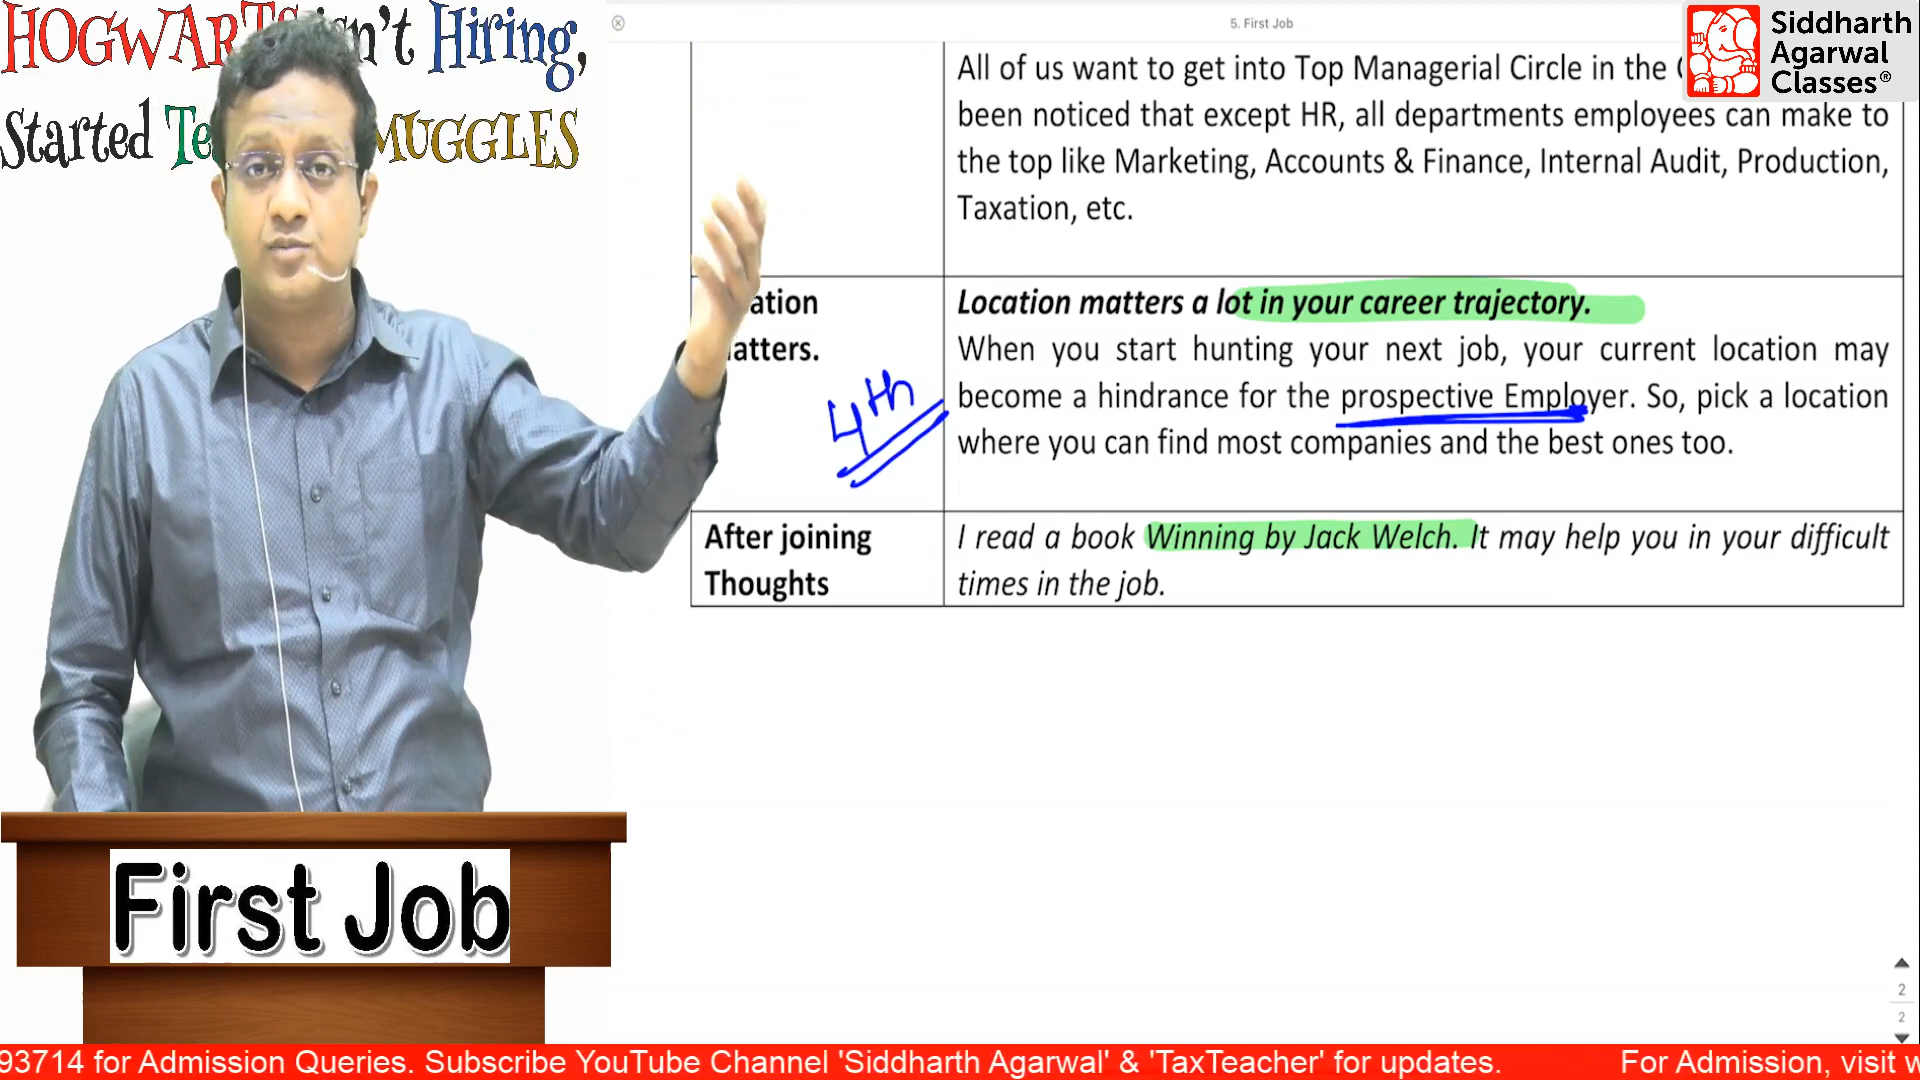 HOGWARTS isn't Hiring,
Started MUGGLES
5. First Job
Siddharth
Agarwal
Classes®
All of us want to get into Top Managerial Circle in the
been noticed that except HR, all departments employees can make to
the top like Marketing, Accounts & Finance, Internal Audit, Production,
Taxation, etc.
ation
atters.
4th
Location matters a lot in your career trajectory.
When you start hunting your next job, your current location may
become a hindrance for the prospective Employer. So, pick a location
where you can find most companies and the best ones too.
After joining
Thoughts
I read a book Winning by Jack Welch. It may help you in your difficult
times in the job.
First Job
2
2
93714 for Admission Queries. Subscribe YouTube Channel 'Siddharth Agarwal' & 'TaxTeacher' for updates. For Admission, visit w